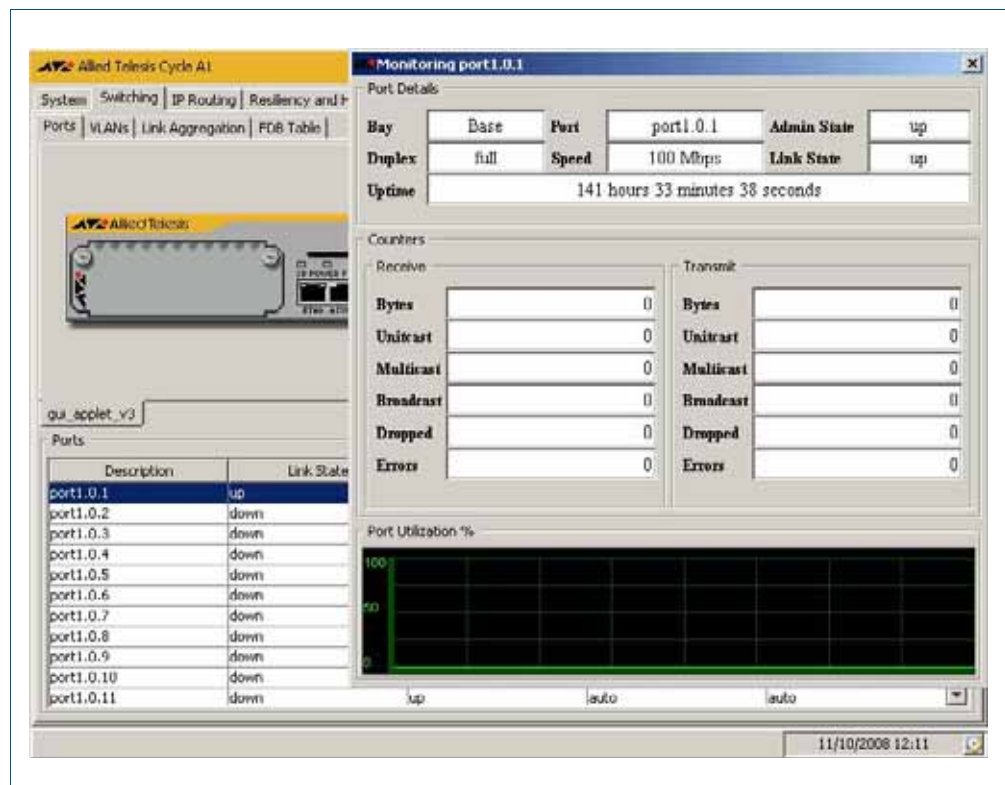 Allied Telesis Cycle A1
System Switching IP Routing Resiliency and H
Ports VLANs Link Aggregation FDB Table
Allied Telesis
gui_applet_v3
Ports
Description Link State
port1.0.1 up
port1.0.2 down
port1.0.3 down
port1.0.4 down
port1.0.5 down
port1.0.6 down
port1.0.7 down
port1.0.8 down
port1.0.9 down
port1.0.10 down
port1.0.11 down up auto auto
Monitoring port1.0.1
Port Details
Bay Base Port port1.0.1 Admin State up
Duplex full Speed 100 Mbps Link State up
Uptime 141 hours 33 minutes 38 seconds
Counters
Receive
Bytes 0
Unitcast 0
Multicast 0
Broadcast 0
Dropped 0
Errors 0
Transmit
Bytes 0
Unitcast 0
Multicast 0
Broadcast 0
Dropped 0
Errors 0
Port Utilization %
100
50
0
11/10/2008 12:11